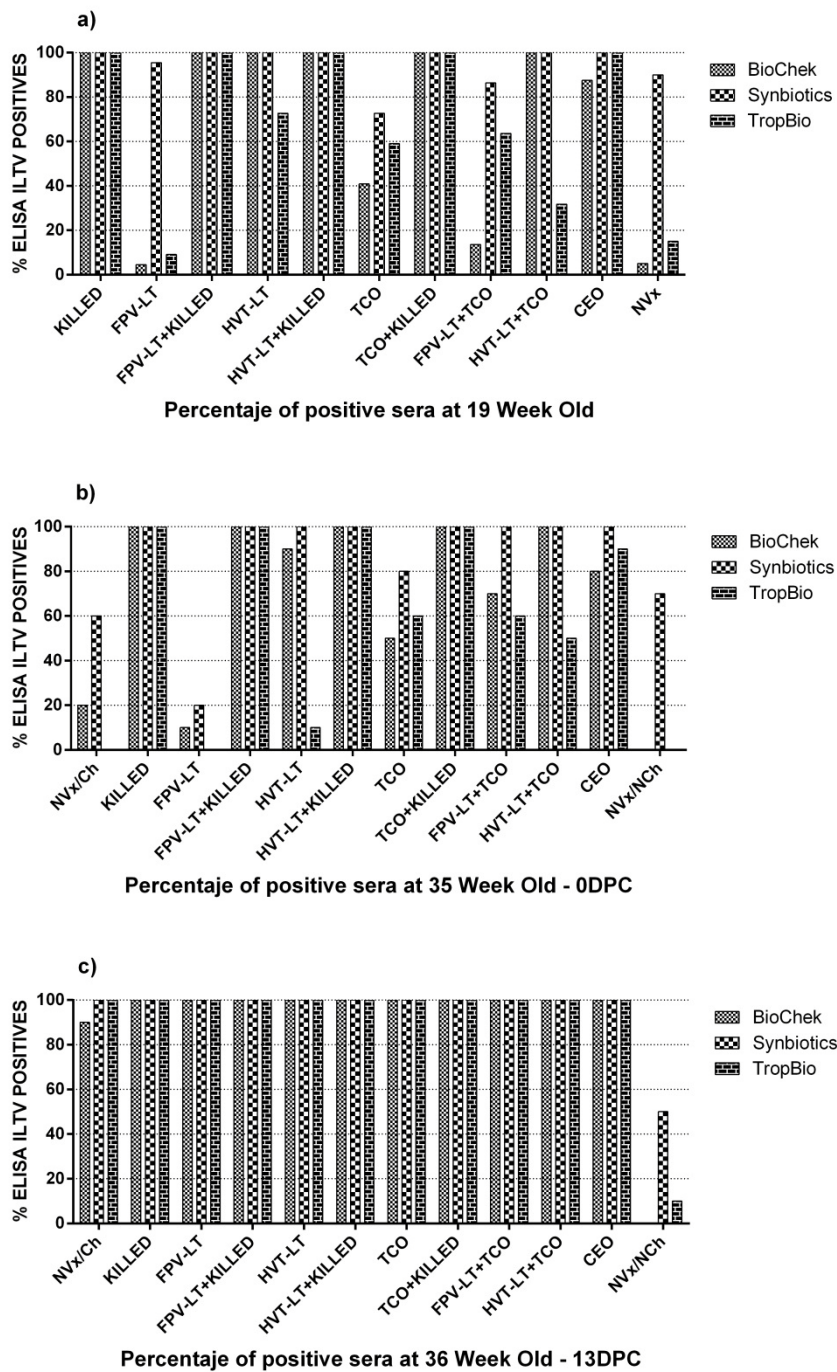 a)
% ELISA ILTV POSITIVES
100
80
60
40
20
0
KILLED
FPV-LT
FPV-LT+KILLED
HVT-LT
HVT-LT+KILLED
TCO
TCO+KILLED
FPV-LT+TCO
HVT-LT+TCO
CEO
NVx
BioChek
Synbiotics
TropBio
Percentaje of positive sera at 19 Week Old
b)
% ELISA ILTV POSITIVES
100
80
60
40
20
0
NVx/Ch
KILLED
FPV-LT
FPV-LT+KILLED
HVT-LT
HVT-LT+KILLED
TCO
TCO+KILLED
FPV-LT+TCO
HVT-LT+TCO
CEO
NVx/NCh
BioChek
Synbiotics
TropBio
Percentaje of positive sera at 35 Week Old - 0DPC
c)
% ELISA ILTV POSITIVES
100
80
60
40
20
0
NVx/Ch
KILLED
FPV-LT
FPV-LT+KILLED
HVT-LT
HVT-LT+KILLED
TCO
TCO+KILLED
FPV-LT+TCO
HVT-LT+TCO
CEO
NVx/NCh
BioChek
Synbiotics
TropBio
Percentaje of positive sera at 36 Week Old - 13DPC